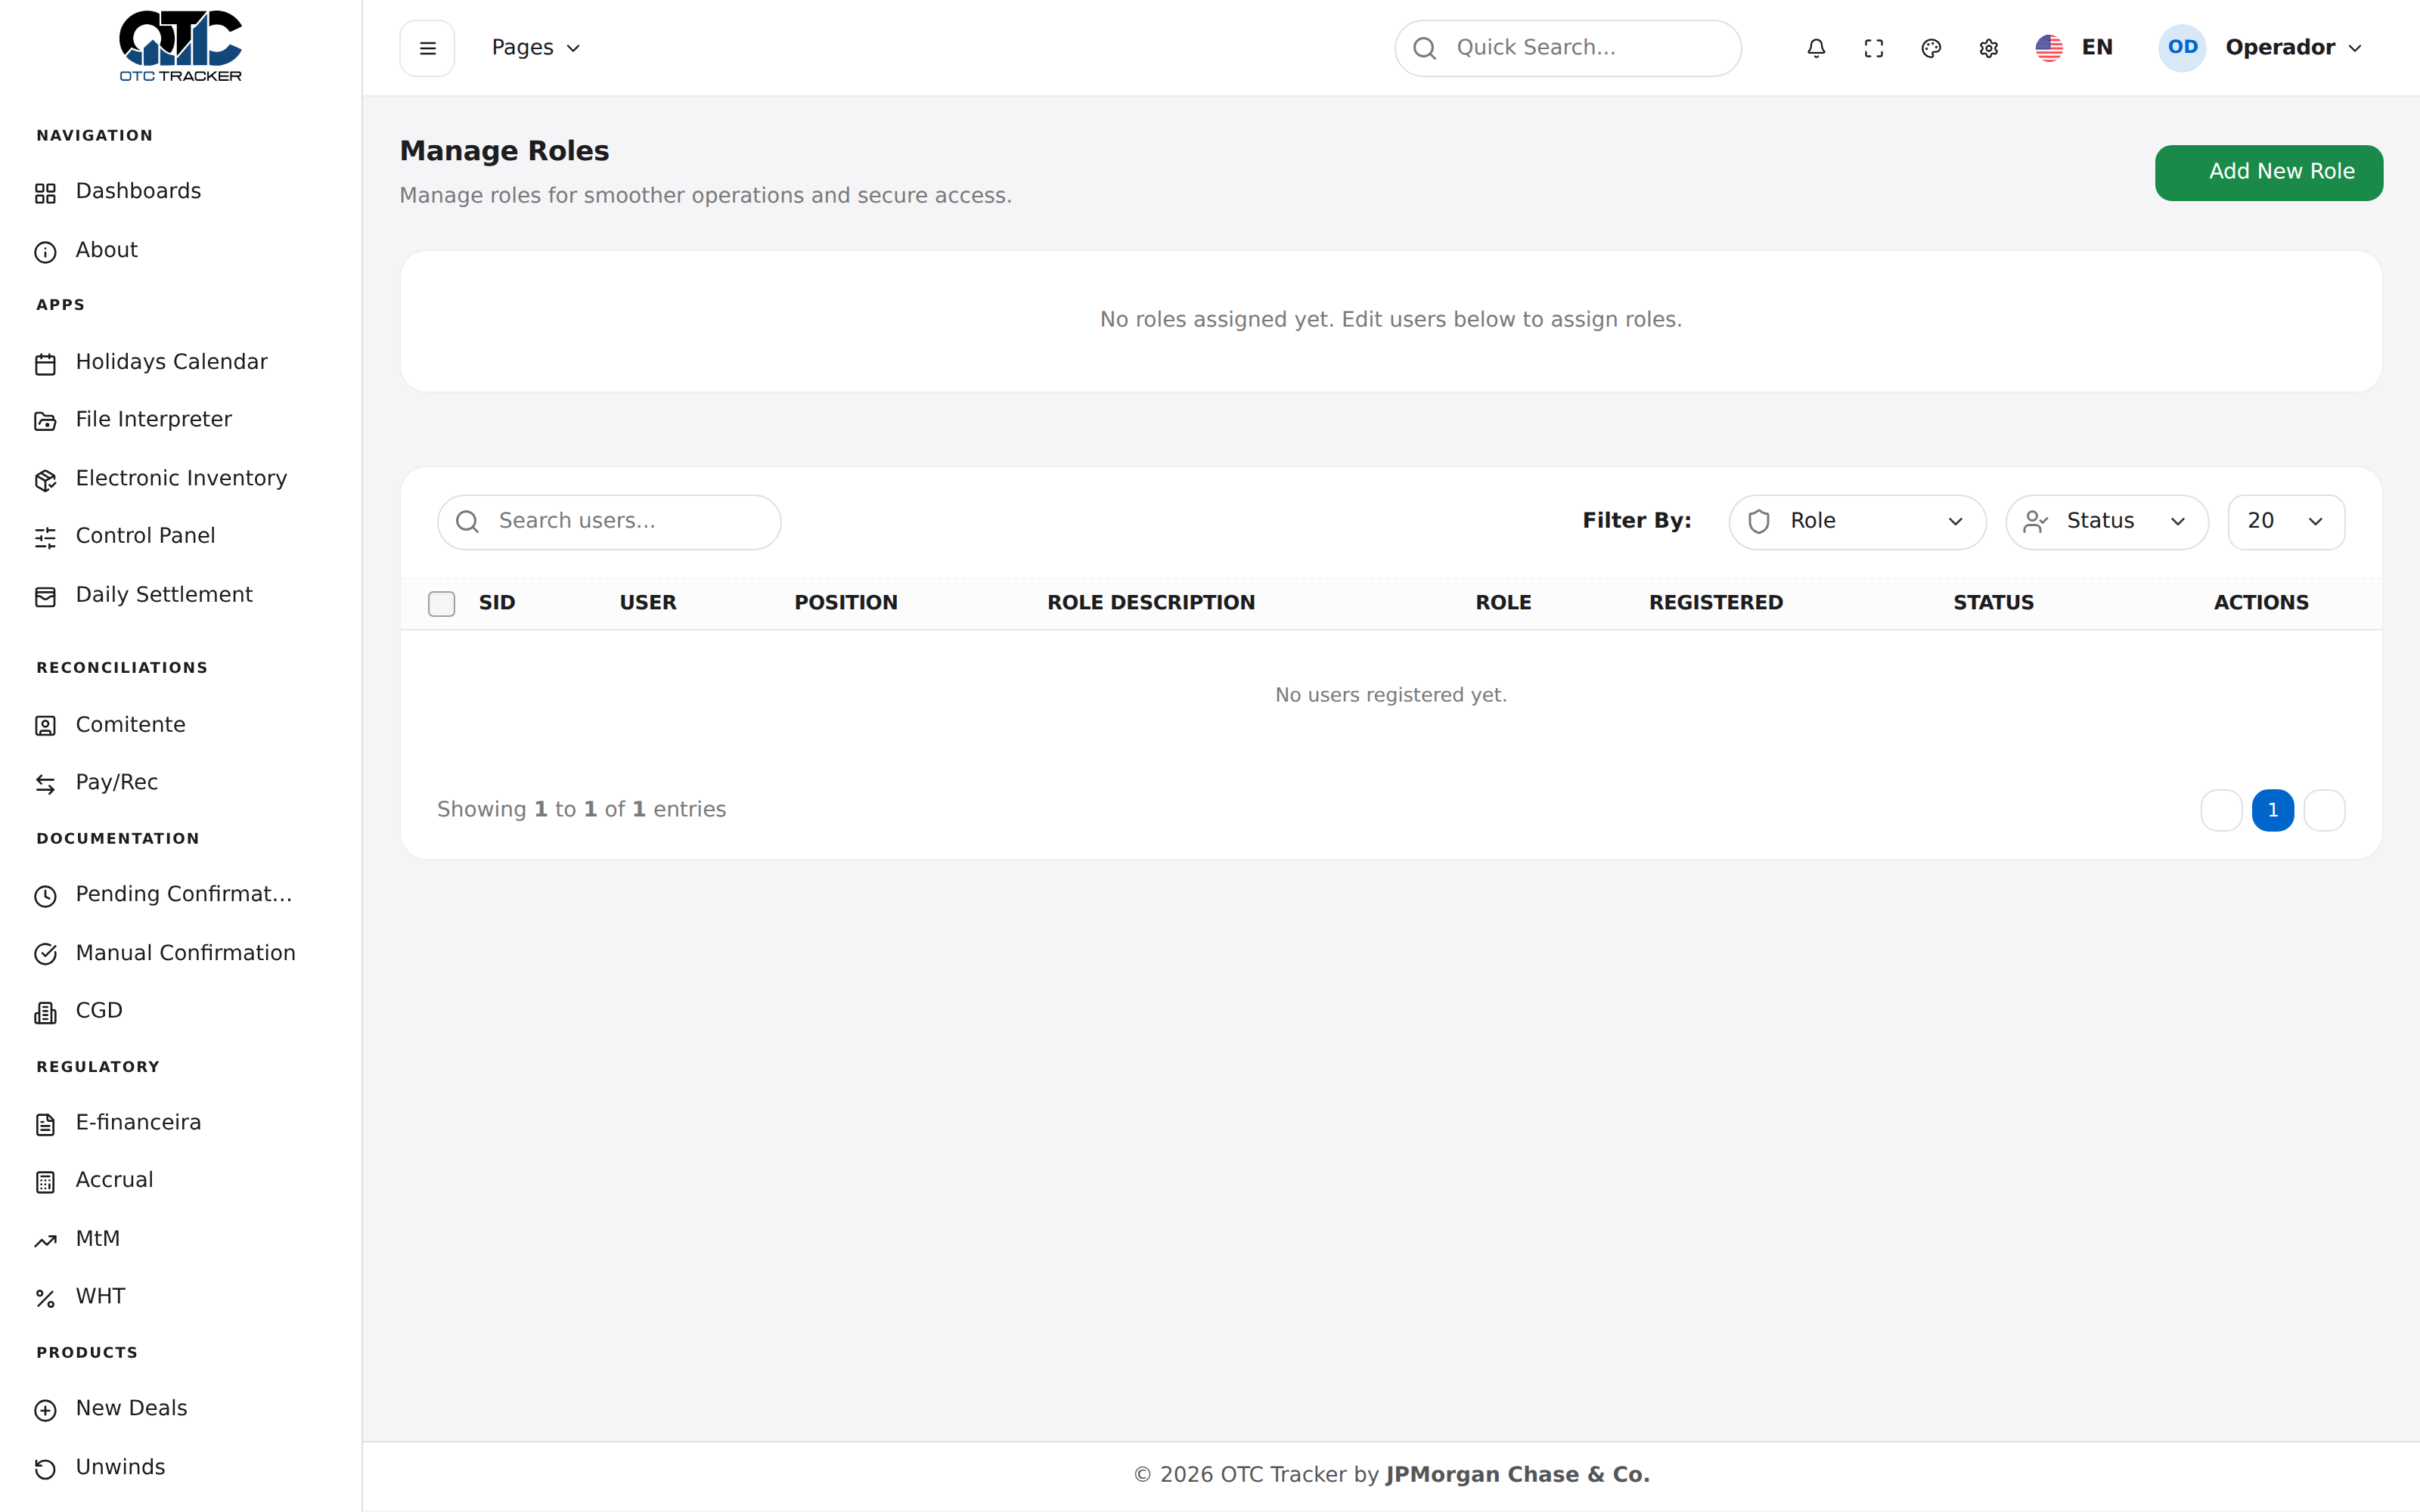 OTC
OTC TRACKER
NAVIGATION
Dashboards
About
APPS
Holidays Calendar
File Interpreter
Electronic Inventory
Control Panel
Daily Settlement
RECONCILIATIONS
Comitente
Pay/Rec
DOCUMENTATION
Pending Confirmat...
Manual Confirmation
CGD
REGULATORY
E-financeira
Accrual
MtM
WHT
PRODUCTS
New Deals
Unwinds
Pages
Quick Search...
EN
OD
Operador
Manage Roles
Manage roles for smoother operations and secure access.
Add New Role
No roles assigned yet. Edit users below to assign roles.
Search users...
Filter By:
Role
Status
20
SID USER POSITION ROLE DESCRIPTION ROLE REGISTERED STATUS ACTIONS
No users registered yet.
Showing 1 to 1 of 1 entries
1
© 2026 OTC Tracker by JPMorgan Chase & Co.